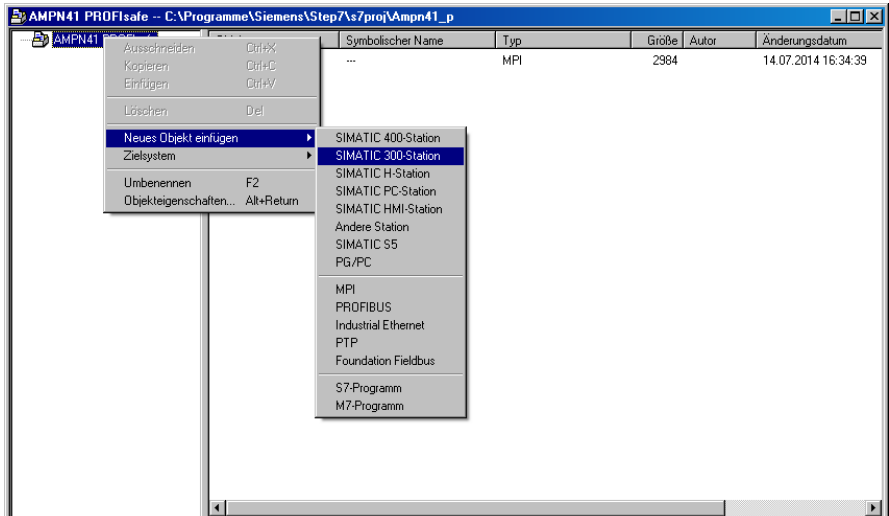 AMPN41 PROFIsafe -- C:\Programme\Siemens\Step7\s7proj\Ampn41_p
Symbolischer Name Typ Größe Autor Änderungsdatum
AMPN41
--- MPI 2984 14.07.2014 16:34:39
Ausschneiden Ctrl+X
Kopieren Ctrl+C
Einfügen Ctrl+V
Löschen Del
Neues Objekt einfügen
Zielsystem
Umbenennen F2
Objekteigenschaften... Alt+Return
SIMATIC 400-Station
SIMATIC 300-Station
SIMATIC H-Station
SIMATIC PC-Station
SIMATIC HMI-Station
Andere Station
SIMATIC S5
PG/PC
MPI
PROFIBUS
Industrial Ethernet
PTP
Foundation Fieldbus
S7-Programm
M7-Programm